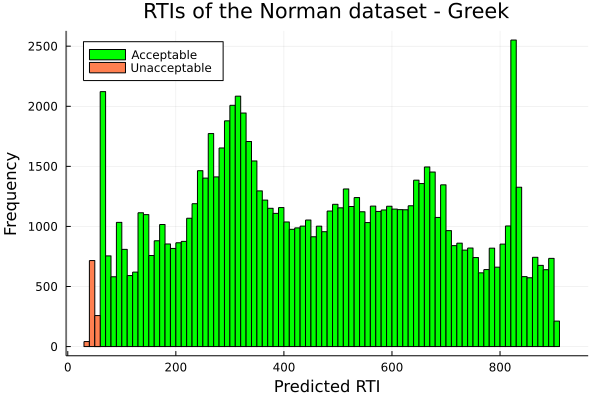 RTIs of the Norman dataset - Greek
Acceptable
Unacceptable
Frequency
2500
2000
1500
1000
500
0
0 200 400 600 800
Predicted RTI